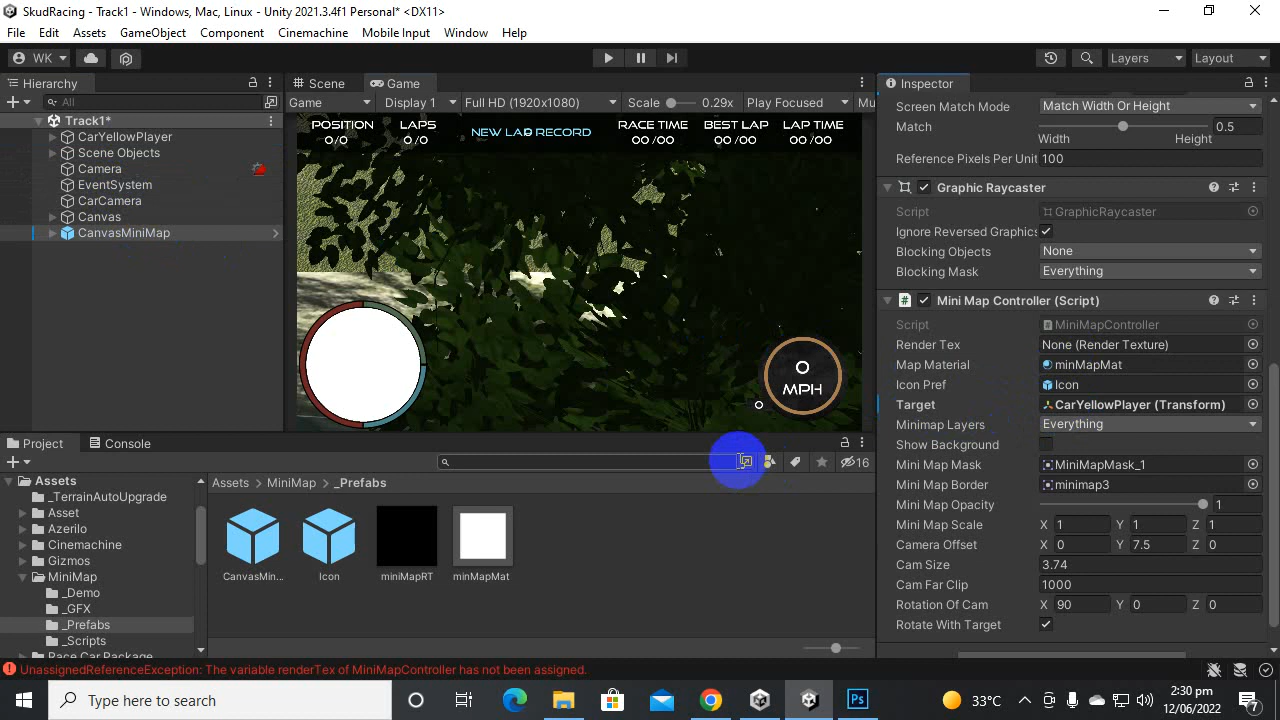 SkudRacing - Track1 - Windows, Mac, Linux - Unity 2021.3.4f1 Personal* <DX11>
File Edit Assets GameObject Component Cinemachine Mobile Input Window Help
WK Layers Layout
Hierarchy
All
Track1*
CarYellowPlayer
Scene Objects
Camera
EventSystem
CarCamera
Canvas
CanvasMiniMap
Scene Game
Game Display 1 Full HD (1920x1080) Scale 0.29x Play Focused Mu
POSITION LAPS NEW LAB RECORD RACE TIME BEST LAP LAP TIME
0/0 0/0 00 /00 00 /00 00 /00
0
MPH
Inspector
Screen Match Mode Match Width Or Height
Match 0.5
Width Height
Reference Pixels Per Unit 100
Graphic Raycaster
Script GraphicRaycaster
Ignore Reversed Graphics
Blocking Objects None
Blocking Mask Everything
Mini Map Controller (Script)
Script MiniMapController
Render Tex None (Render Texture)
Map Material minMapMat
Icon Pref Icon
Target CarYellowPlayer (Transform)
Minimap Layers Everything
Show Background
Mini Map Mask MiniMapMask_1
Mini Map Border minimap3
Mini Map Opacity 1
Mini Map Scale X 1 Y 1 Z 1
Camera Offset X 0 Y 7.5 Z 0
Cam Size 3.74
Cam Far Clip 1000
Rotation Of Cam X 90 Y 0 Z 0
Rotate With Target
Project Console
16
Assets
_TerrainAutoUpgrade
Asset
Azerilo
Cinemachine
Gizmos
MiniMap
_Demo
_GFX
_Prefabs
_Scripts
Race Car Package
Assets > MiniMap > _Prefabs
CanvasMin... Icon miniMapRT minMapMat
UnassignedReferenceException: The variable renderTex of MiniMapController has not been assigned.
Type here to search
33°C
2:30 pm
12/06/2022
7